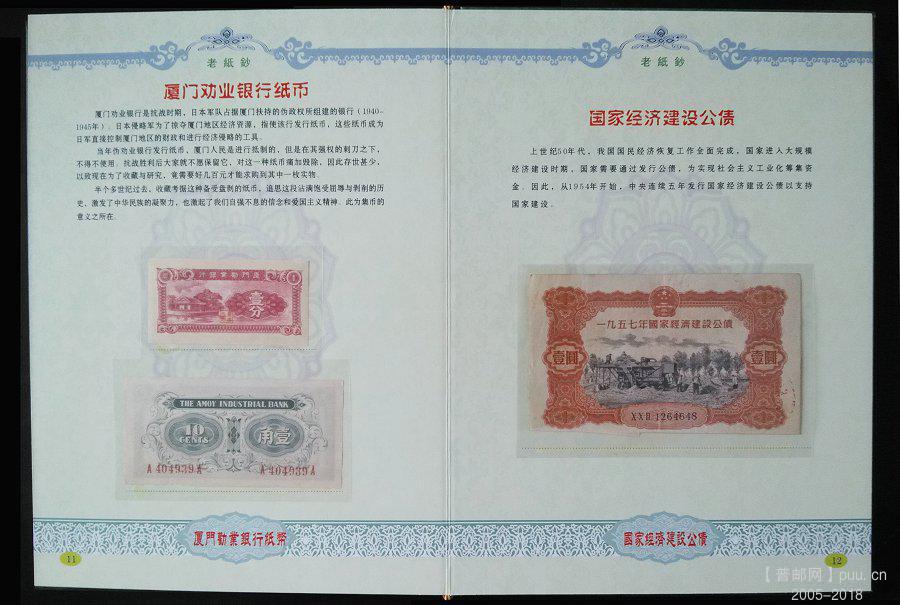 老紙鈔
厦门劝业银行纸币
厦门劝业银行是抗战时期，日本军队占据厦门扶持的伪政权所组建的银行（1940-
1945年）。日本侵略军为了掠夺厦门地区经济资源，指使该行发行纸币，这些纸币成为
日军直接控制厦门地区的财政和进行经济侵略的工具。
当年伪劝业银行发行纸币，厦门人民是进行抵制的，但是在其强权的刺刀之下，
不得不使用。抗战胜利后大家就不愿保留它，对这一种纸币痛加毁除，因此存世甚少，
以致现在为了收藏与研究，竟需要好几百元才能求购到其中一枚实物。
半个多世纪过去，收藏考据这种备受盘制的纸币，追思这段沾满饱受屈辱与剥削的历
史，激发了中华民族的凝聚力，也激起了我们自强不息的信念和爱国主义精神。此为集币的
意义之所在。
行銀業勸門廈
壹
分
THE AMOY INDUSTRIAL BANK
10
CENTS
角壹
A 404939 A
A 404939 A
厦門勸業銀行紙幣
11
老紙鈔
国家经济建设公债
上世纪50年代，我国国民经济恢复工作全面完成，国家进入大规模
经济建设时期，国家需要通过发行公债，为实现社会主义工业化筹集资
金。因此，从1954年开始，中央连续五年发行国家经济建设公债以支持
国家建设。
一九五七年國家經濟建設公債
壹圓
壹圓
XXII 1264648
國家經濟建設公債
12
【普邮网】puu.cn
2005-2018